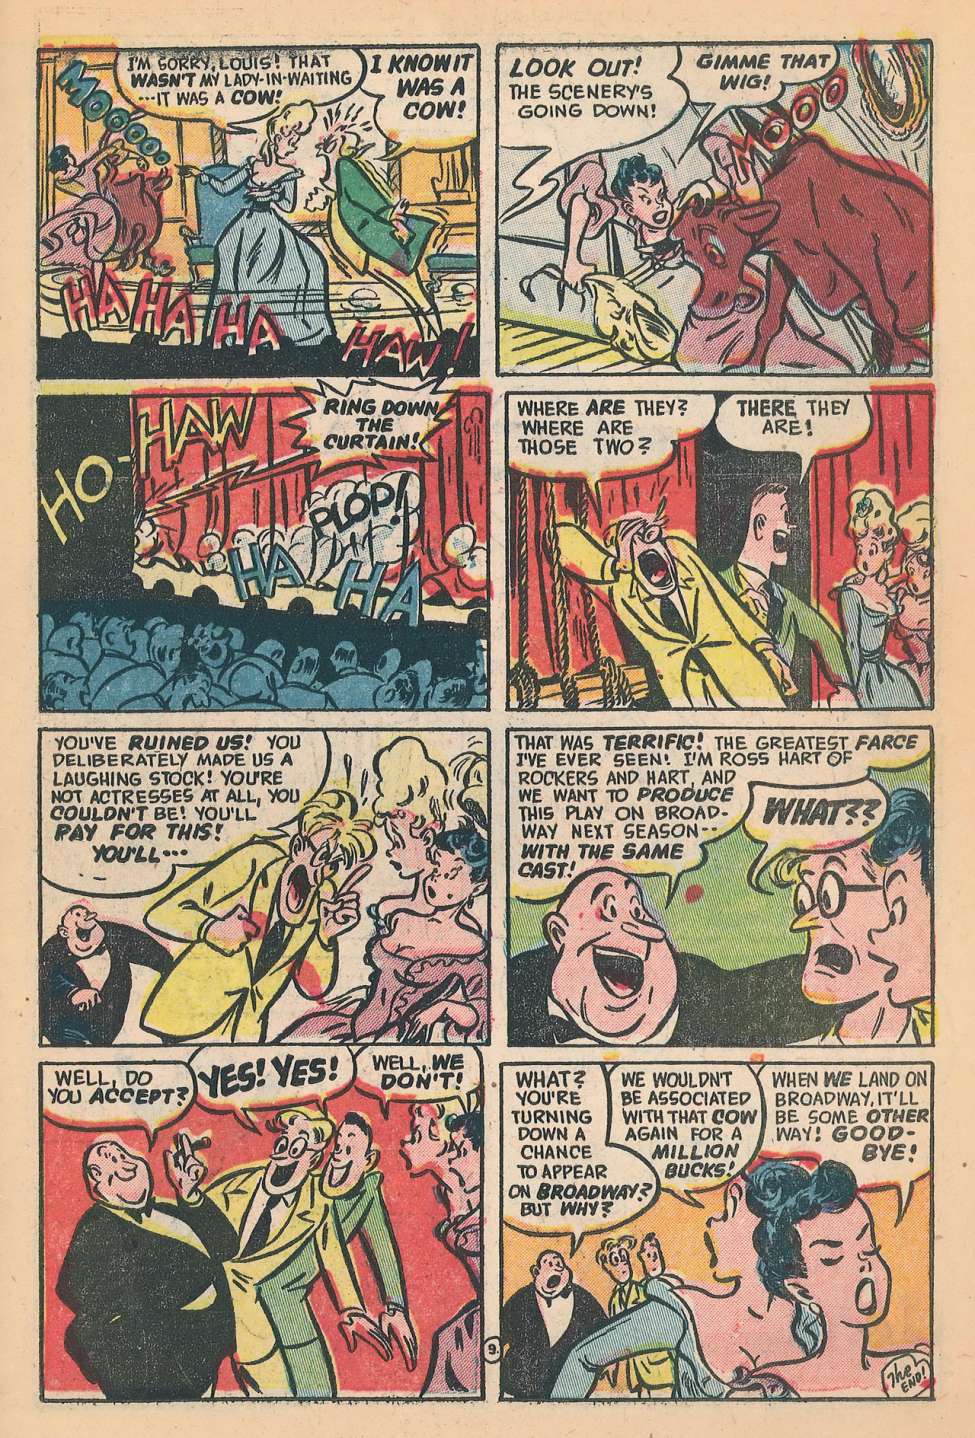 MOOOOOOO
I'M SORRY, LOUIS! THAT
WASN'T MY LADY-IN-WAITING
---IT WAS A COW!
I KNOW IT
WAS A
COW!
HA HA HA HA HA HAW!
LOOK OUT!
THE SCENERY'S
GOING DOWN!
GIMME THAT
WIG!
MOOOO
HO-HAW
RING DOWN
THE
CURTAIN!
PLOP!
HA HA
WHERE ARE THEY?
WHERE ARE
THOSE TWO?
THERE THEY
ARE!
YOU'VE RUINED US! YOU
DELIBERATELY MADE US A
LAUGHING STOCK! YOU'RE
NOT ACTRESSES AT ALL, YOU
COULDN'T BE! YOU'LL
PAY FOR THIS!
YOU'LL---
THAT WAS TERRIFIC! THE GREATEST FARCE
I'VE EVER SEEN! I'M ROSS HART OF
ROCKERS AND HART, AND
WE WANT TO PRODUCE
THIS PLAY ON BROAD-
WAY NEXT SEASON--
WITH THE SAME
CAST!
WHAT??
WELL, DO
YOU ACCEPT?
YES! YES!
WELL, WE
DON'T!
9.
WHAT?
YOU'RE
TURNING
DOWN A
CHANCE
TO APPEAR
ON BROADWAY?
BUT WHY?
WE WOULDN'T
BE ASSOCIATED
WITH THAT COW
AGAIN FOR A
MILLION
BUCKS!
WHEN WE LAND ON
BROADWAY, IT'LL
BE SOME OTHER
WAY! GOOD-
BYE!
The
END!